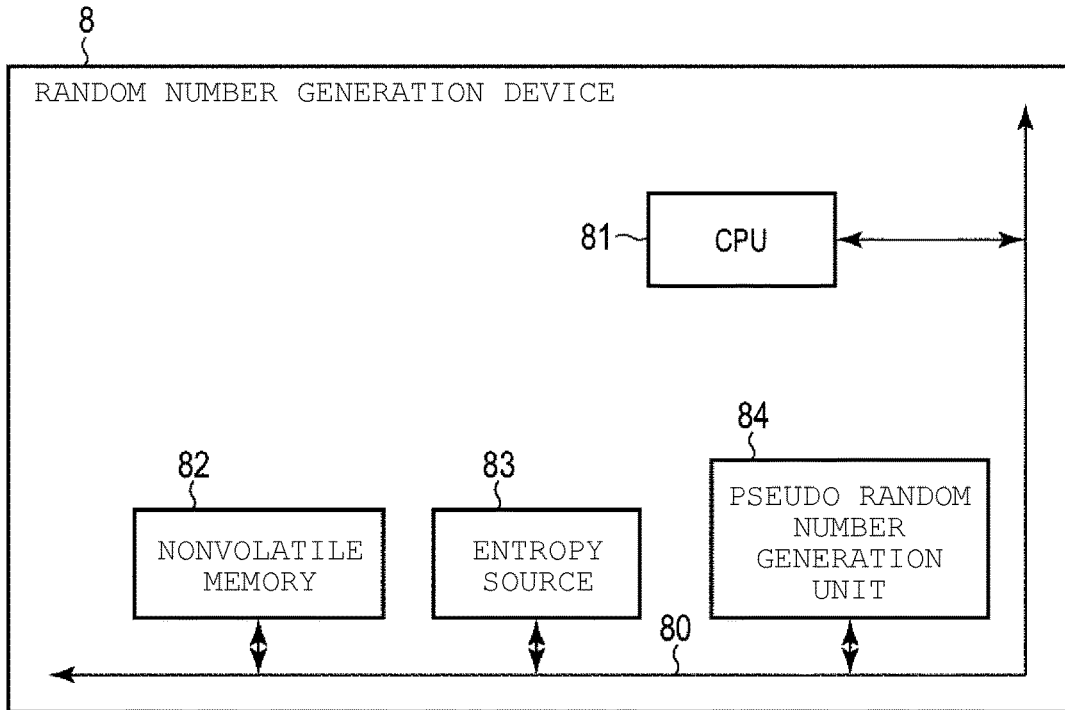 8
RANDOM NUMBER GENERATION DEVICE
81
CPU
82
NONVOLATILE
MEMORY
83
ENTROPY
SOURCE
84
PSEUDO RANDOM
NUMBER
GENERATION
UNIT
80